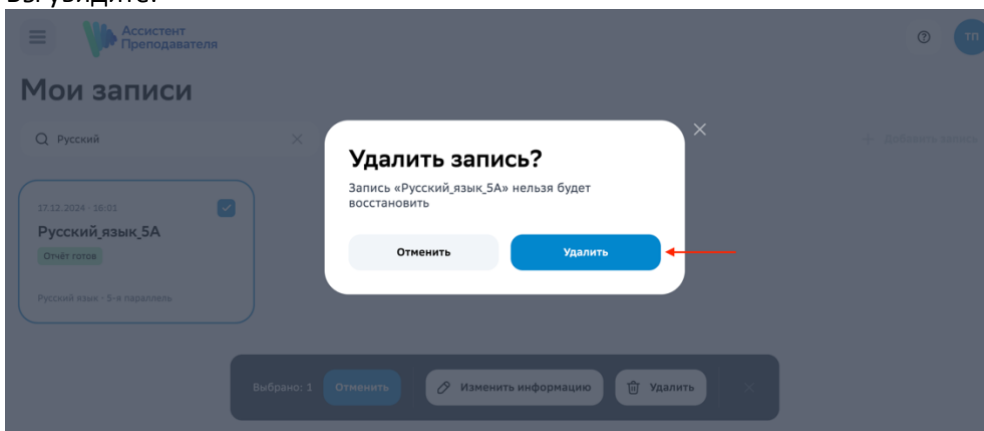 Ассистент
Преподавателя
ТП
Мои записи
Русский
+ Добавить запись
Удалить запись?
Запись «Русский_язык_5А» нельзя будет
восстановить
Отменить
Удалить
17.12.2024 · 16:01
Русский_язык_5А
Отчёт готов
Русский язык · 5-я параллель
Выбрано: 1
Отменить
Изменить информацию
Удалить